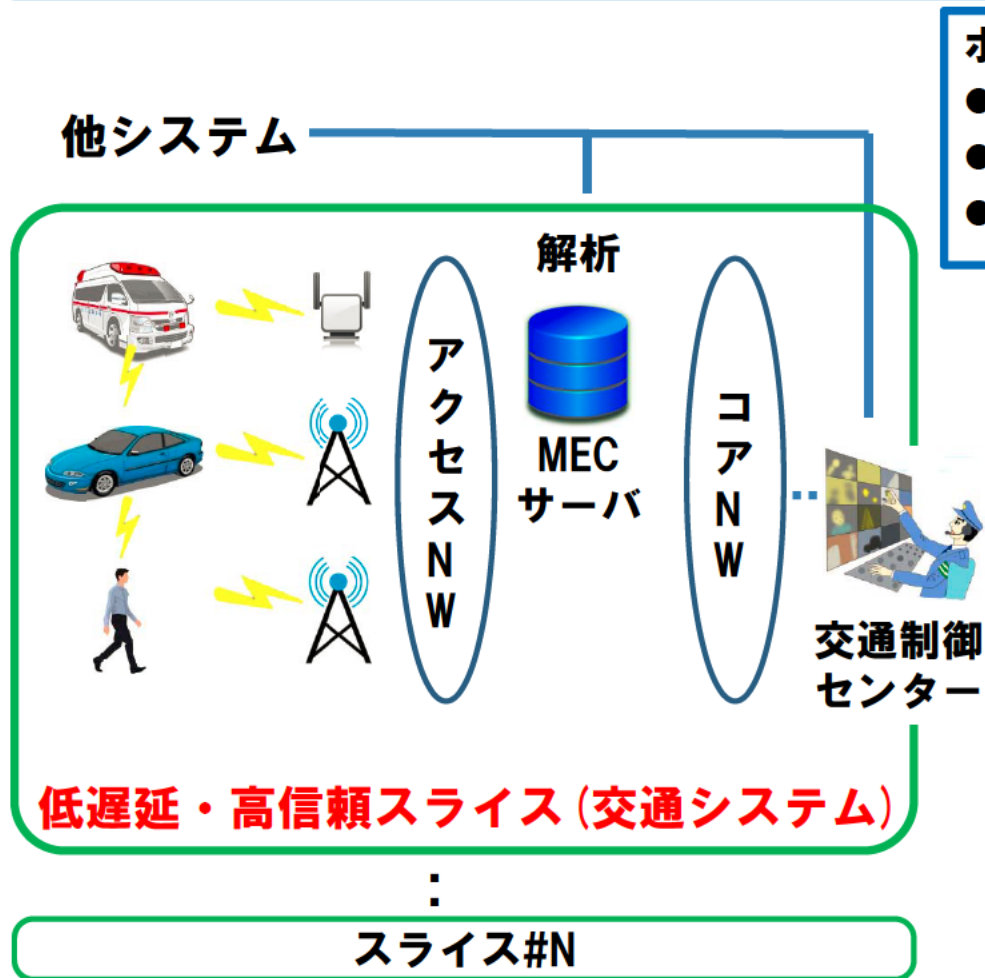 ホ
●
●
●
他システム
解析
アクセスNW
MEC
サーバ
コアNW
交通制御
センター
低遅延・高信頼スライス(交通システム)
:
スライス#N